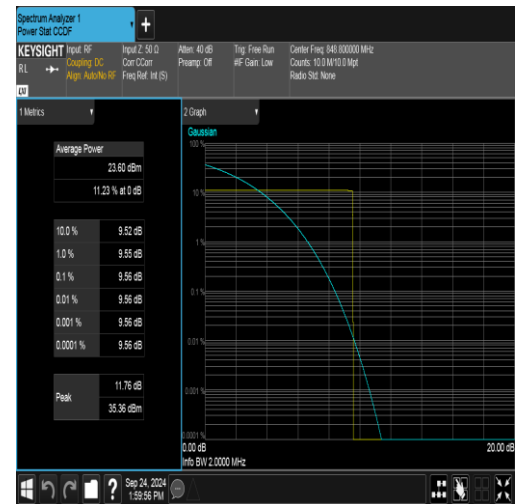 Spectrum Analyzer 1
Power Stat CCDF
+
KEYSIGHT Input: RF Input Z: 50 Ω Atten: 40 dB Trig: Free Run Center Freq: 848.800000 MHz
RL Coupling: DC Corr CCorr Preamp: Off #IF Gain: Low Counts: 10.0 M/10.0 Mpt
Align: Auto/No RF Freq Ref: Int (S) Radio Std: None
LXI
1 Metrics
2 Graph
Gaussian
Average Power
23.60 dBm
11.23 % at 0 dB
10.0 % 9.52 dB
1.0 % 9.55 dB
0.1 % 9.56 dB
0.01 % 9.56 dB
0.001 % 9.56 dB
0.0001 % 9.56 dB
Peak
11.76 dB
35.36 dBm
100 %
10 %
1 %
0.1 %
0.01 %
0.001 %
0.0001 %
0.00 dB 20.00 dB
Info BW 2.0000 MHz
?
Sep 24, 2024
1:59:56 PM